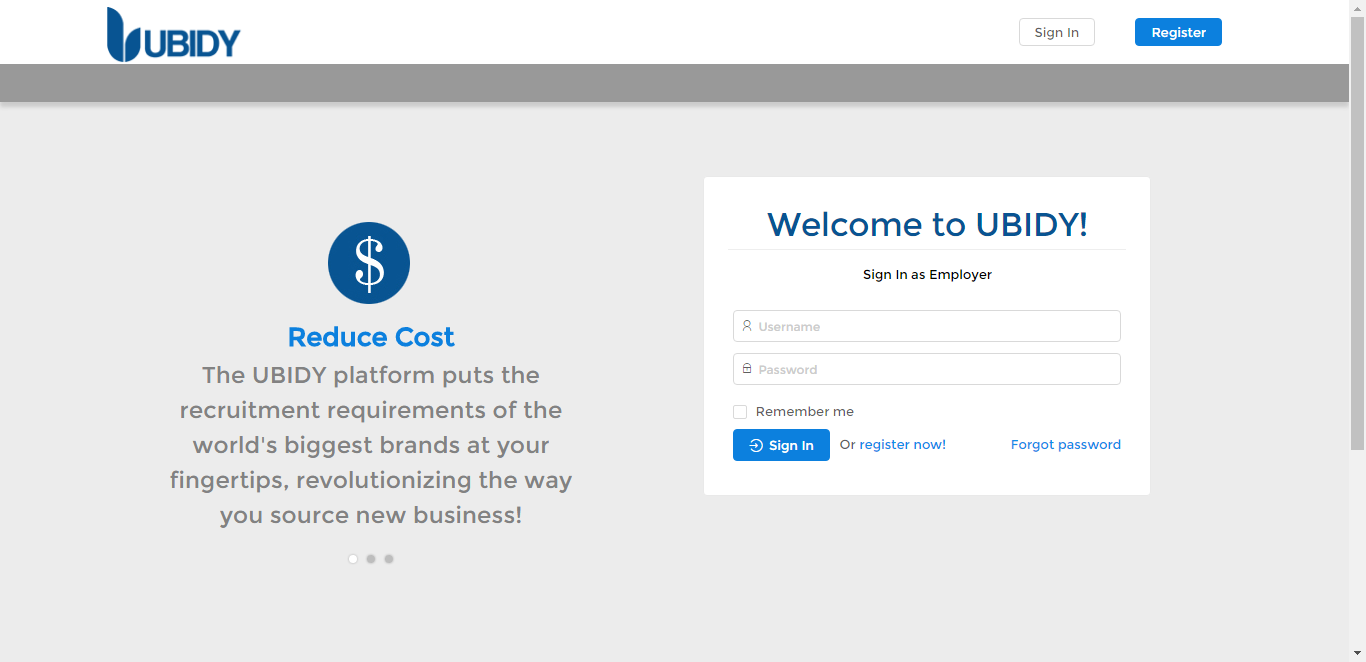 UBIDY
Sign In
Register
$
Reduce Cost
The UBIDY platform puts the
recruitment requirements of the
world's biggest brands at your
fingertips, revolutionizing the way
you source new business!
Welcome to UBIDY!
Sign In as Employer
Username
Password
Remember me
Sign In Or register now! Forgot password